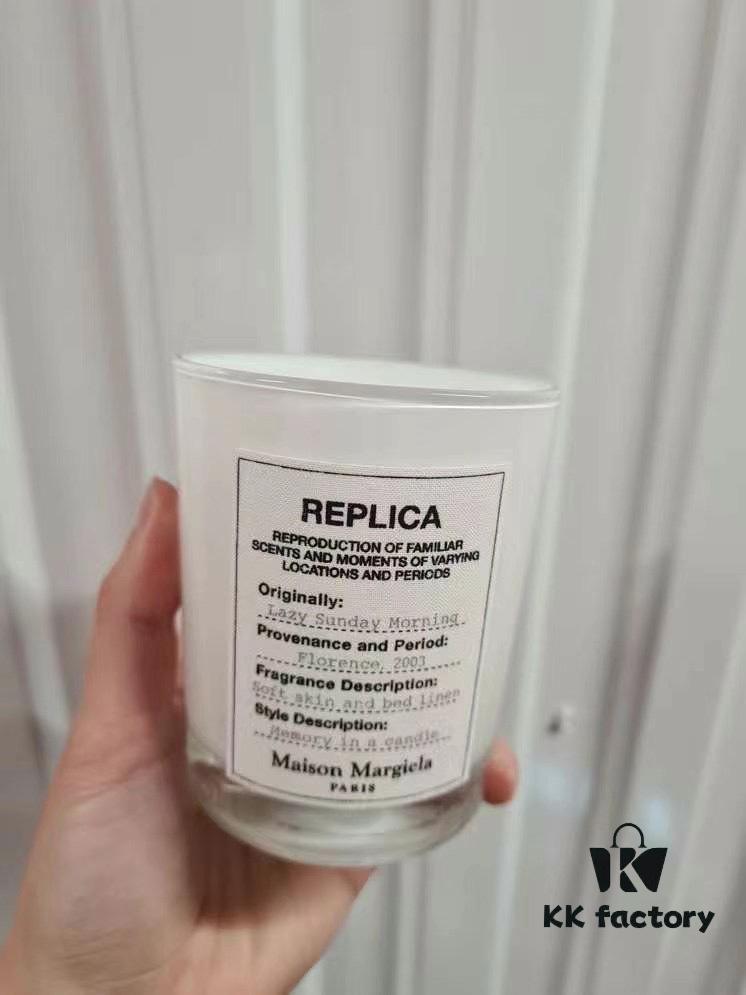 REPLICA
REPRODUCTION OF FAMILIAR
SCENTS AND MOMENTS OF VARYING
LOCATIONS AND PERIODS
Originally:
Lazy Sunday Morning
Provenance and Period:
Florence, 2003
Fragrance Description:
Soft skin and bed linen
Style Description:
Memory in a candle
Maison Margiela
PARIS
KK factory